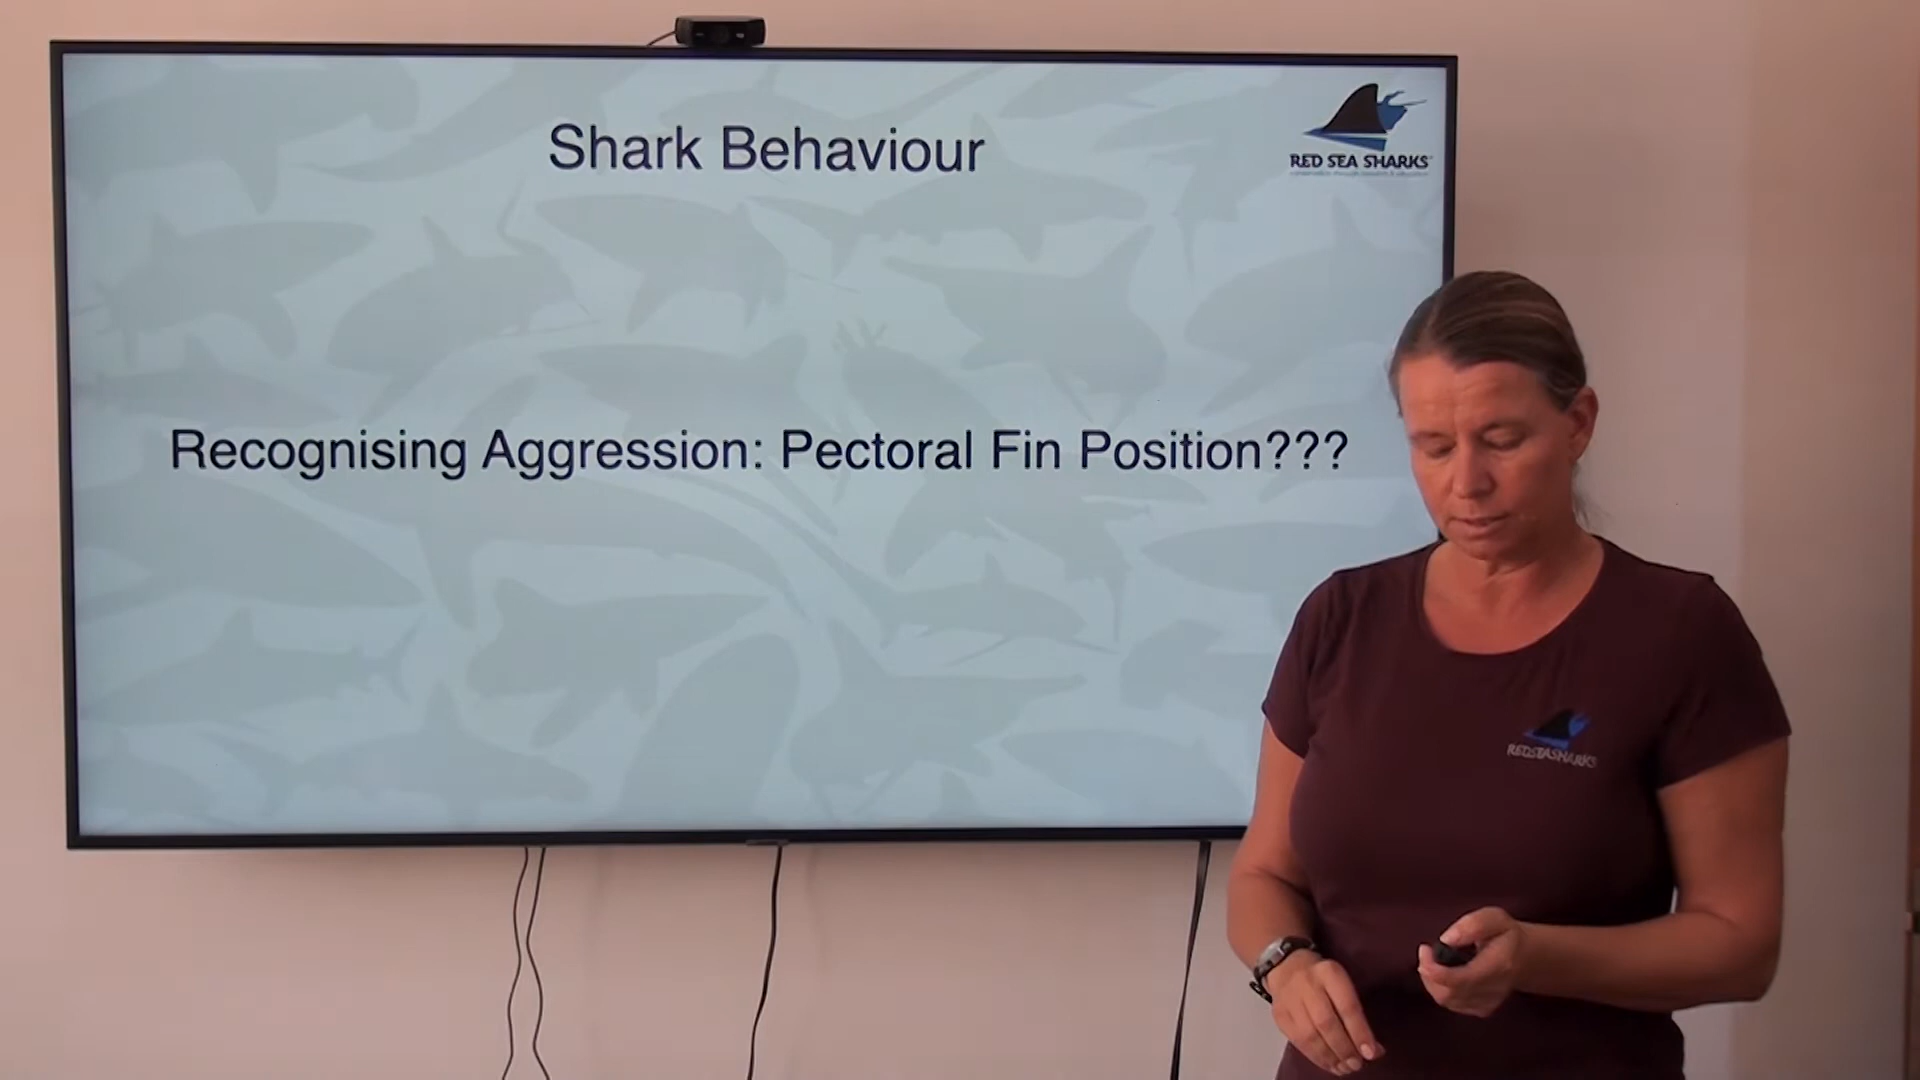 Shark Behaviour
RED SEA SHARKS
Recognising Aggression: Pectoral Fin Position???
REDSEASHARKS